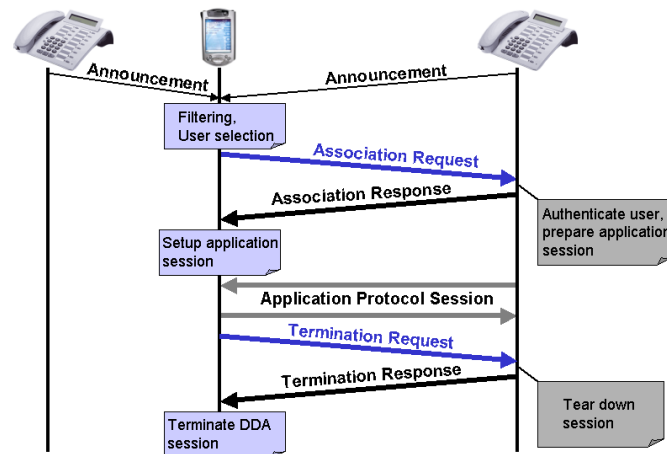 Announcement
Announcement
Filtering,
User selection
Association Request
Association Response
Authenticate user,
prepare application
session
Setup application
session
Application Protocol Session
Termination Request
Termination Response
Tear down
session
Terminate DDA
session